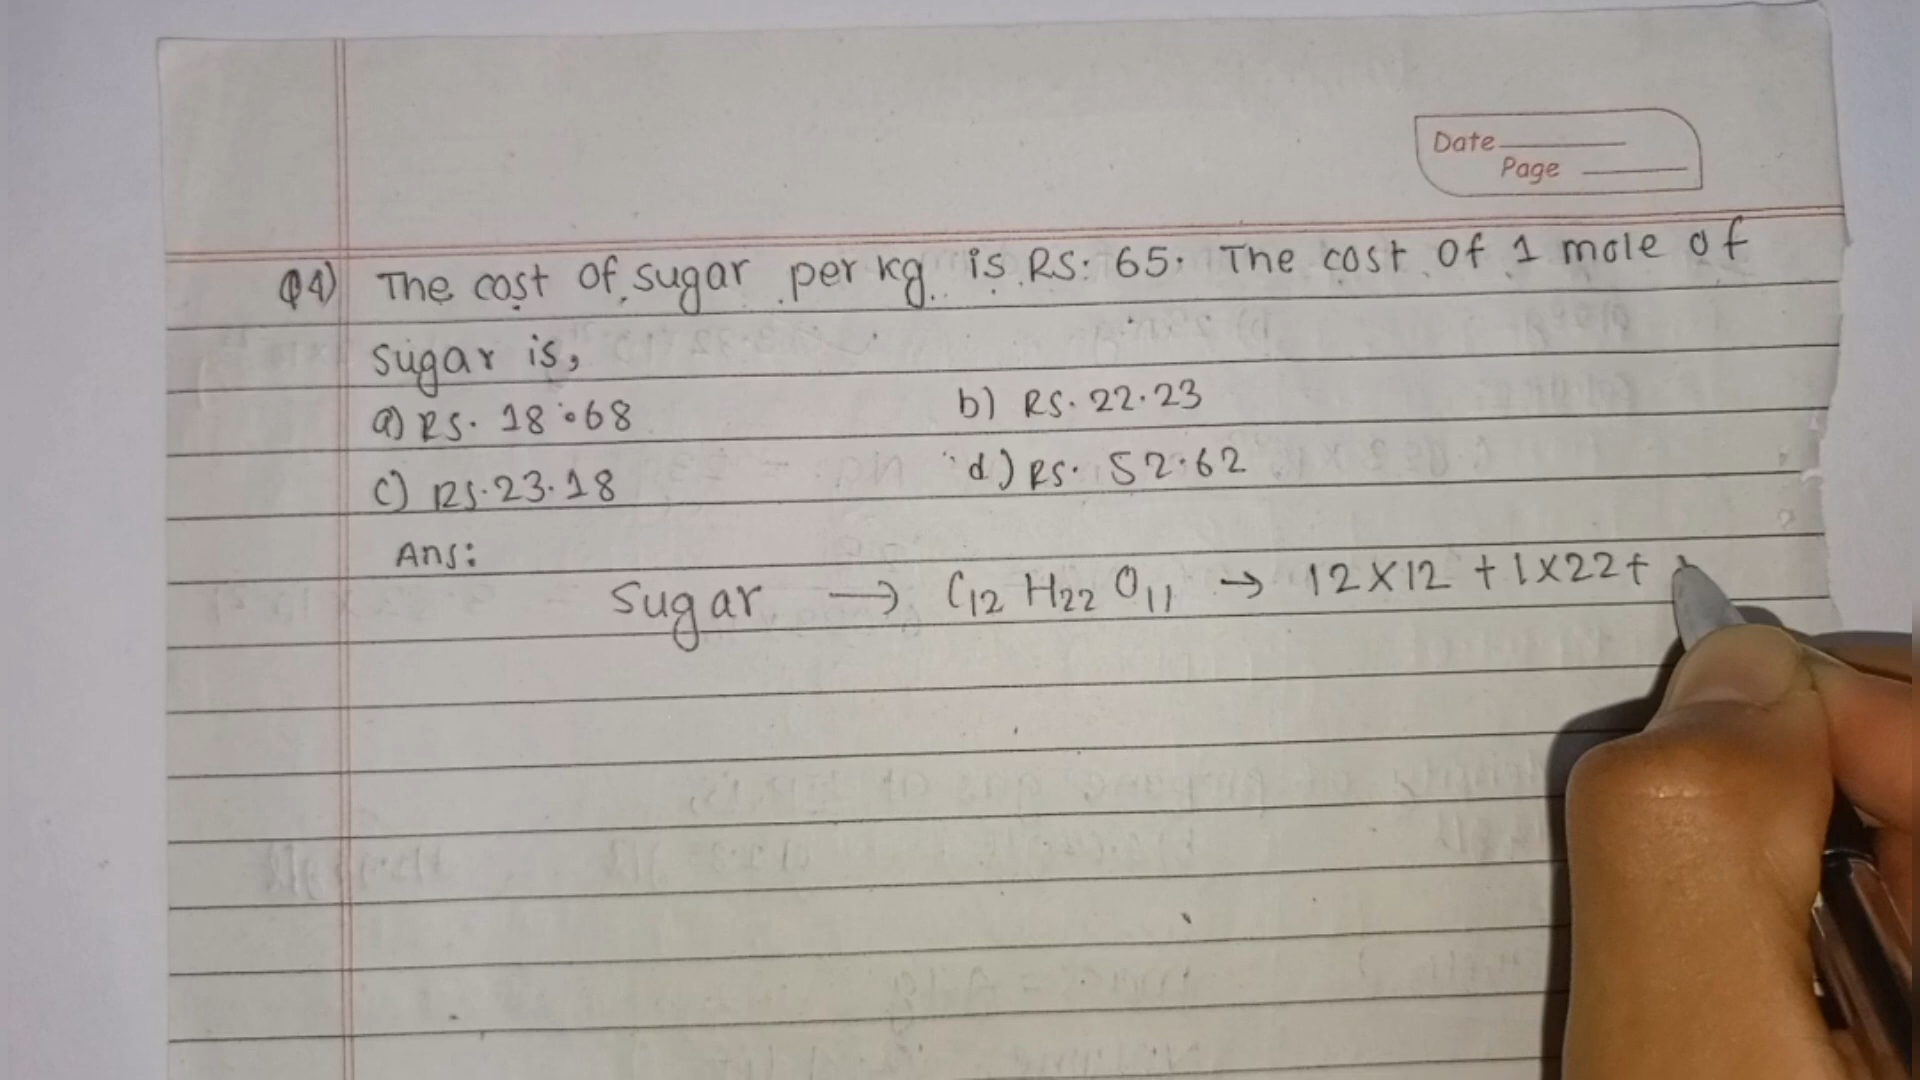 Date
Page
Q4) The cost of sugar per kg is RS: 65. The cost of 1 mole of
sugar is,
a) RS. 18.68 b) RS. 22.23
c) RS. 23.18 d) RS. 52.62
Ans:
Sugar → C12 H22 O11 → 12×12 + 1×22+